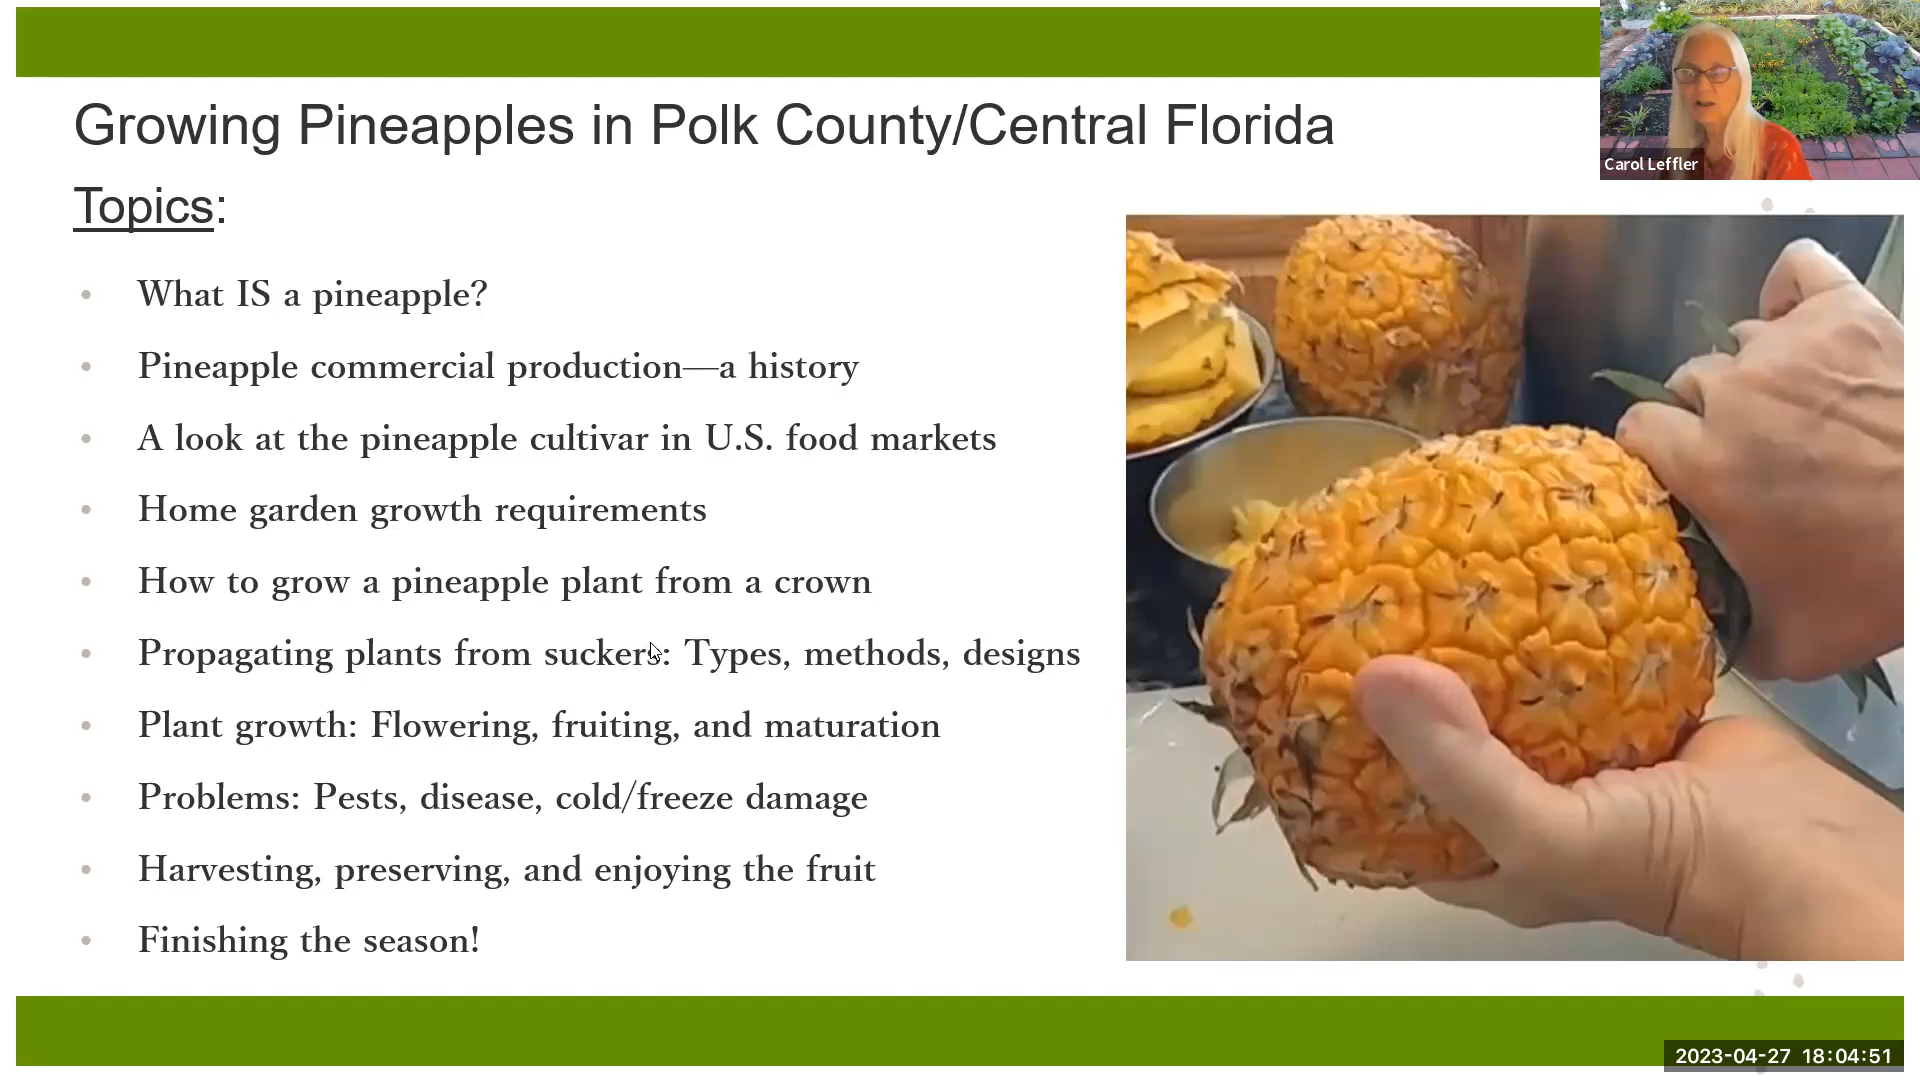 Growing Pineapples in Polk County/Central Florida
Carol Leffler
Topics:
• What IS a pineapple?
• Pineapple commercial production—a history
• A look at the pineapple cultivar in U.S. food markets
• Home garden growth requirements
• How to grow a pineapple plant from a crown
• Propagating plants from suckers: Types, methods, designs
• Plant growth: Flowering, fruiting, and maturation
• Problems: Pests, disease, cold/freeze damage
• Harvesting, preserving, and enjoying the fruit
• Finishing the season!
2023-04-27 18:04:51